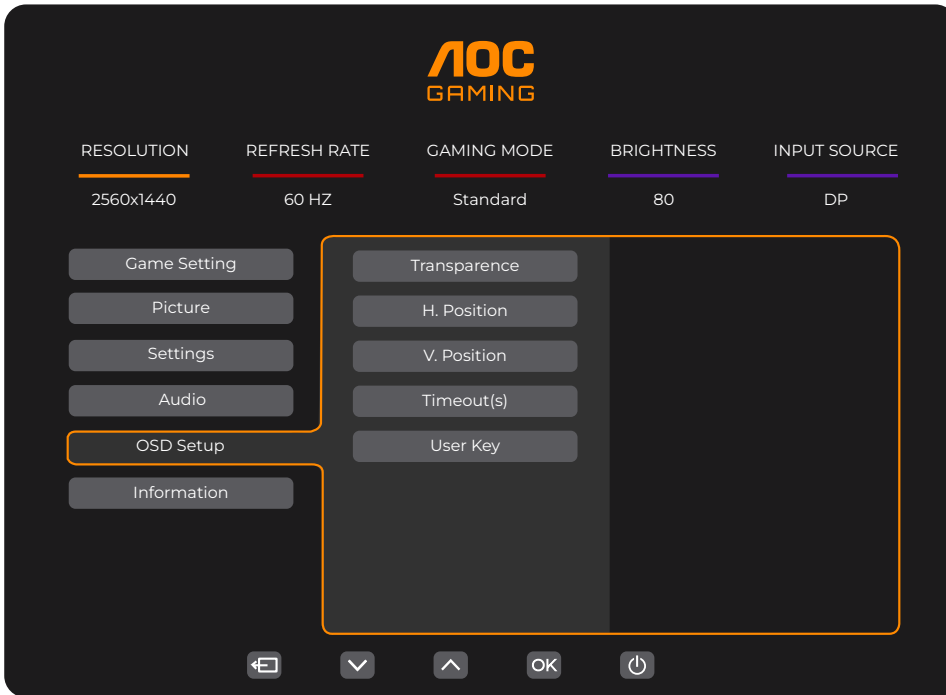 AOC
GAMING
RESOLUTION REFRESH RATE GAMING MODE BRIGHTNESS INPUT SOURCE
2560x1440 60 HZ Standard 80 DP
Game Setting
Picture
Settings
Audio
OSD Setup
Information
Transparence
H. Position
V. Position
Timeout(s)
User Key
OK